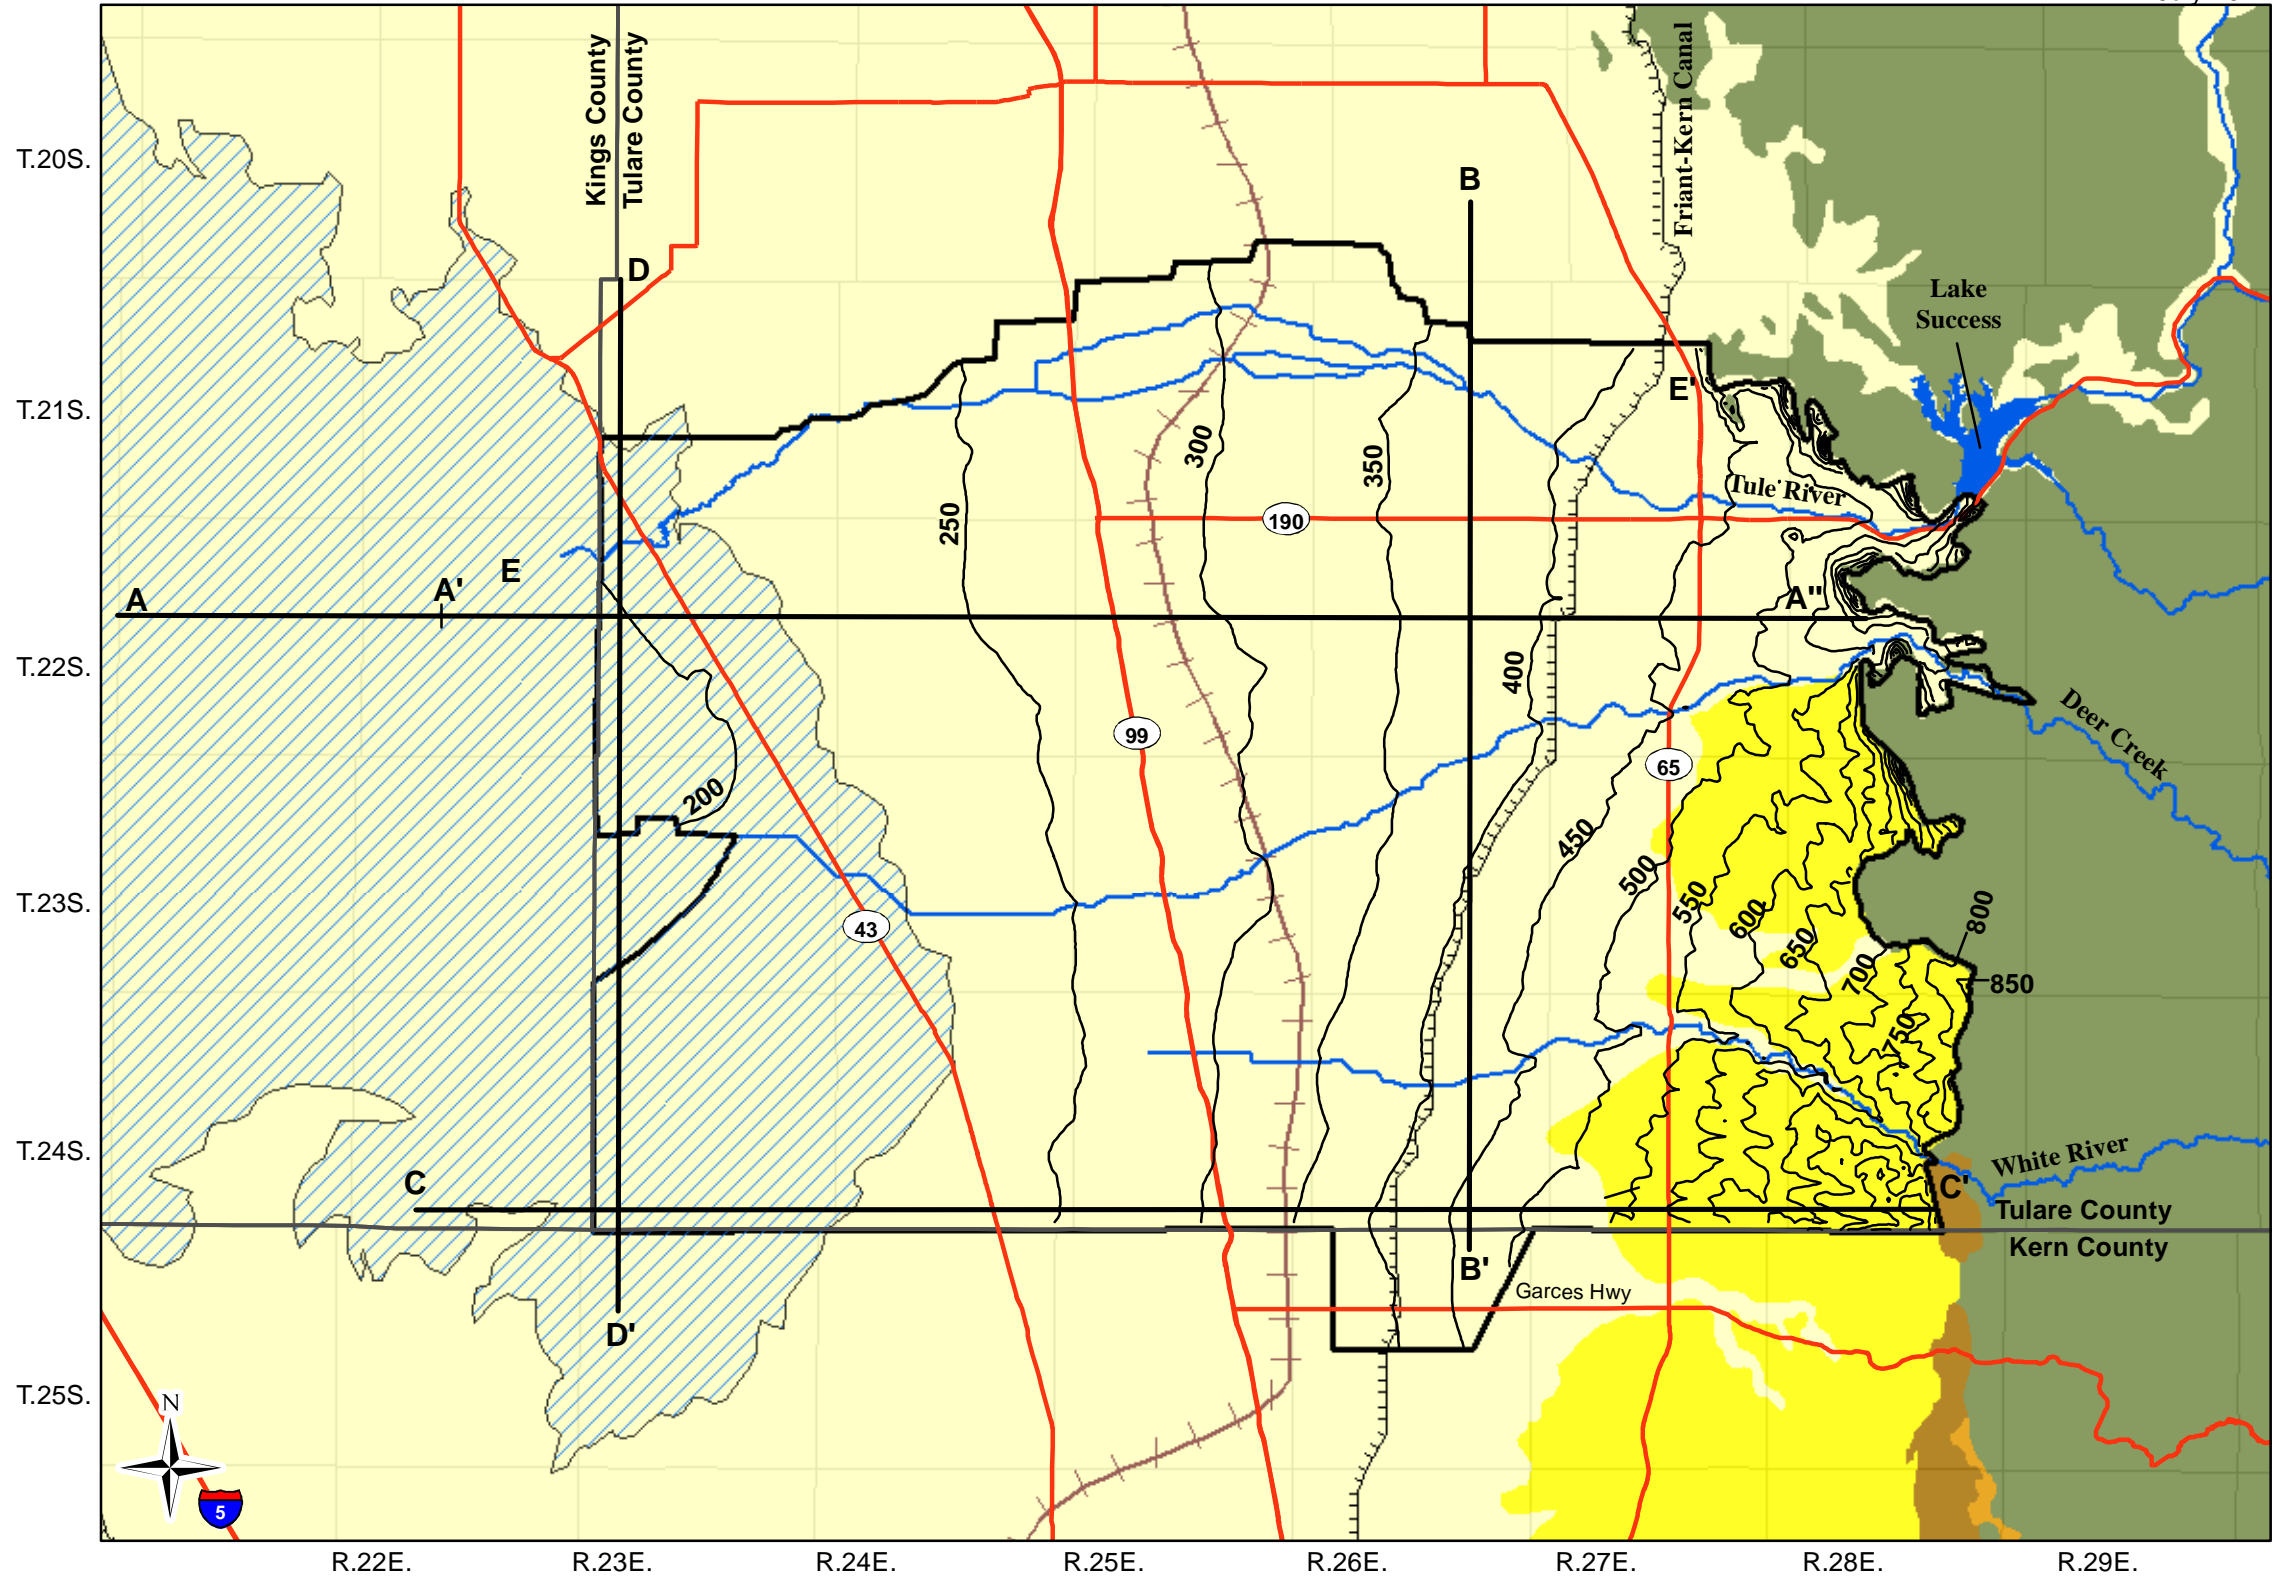 Kings County
Tulare County
Friant-Kern Canal
T.20S.
B
D
Lake
Success
E'
T.21S.
300
350
250
190
Tule River
E
A'
A
A"
T.22S.
400
99
65
Deer Creek
200
450
500
550
600
650
700
750
800
850
T.23S.
43
T.24S.
White River
C
C'
Tulare County
Kern County
B'
Garces Hwy
D'
T.25S.
N
5
R.22E.
R.23E.
R.24E.
R.25E.
R.26E.
R.27E.
R.28E.
R.29E.